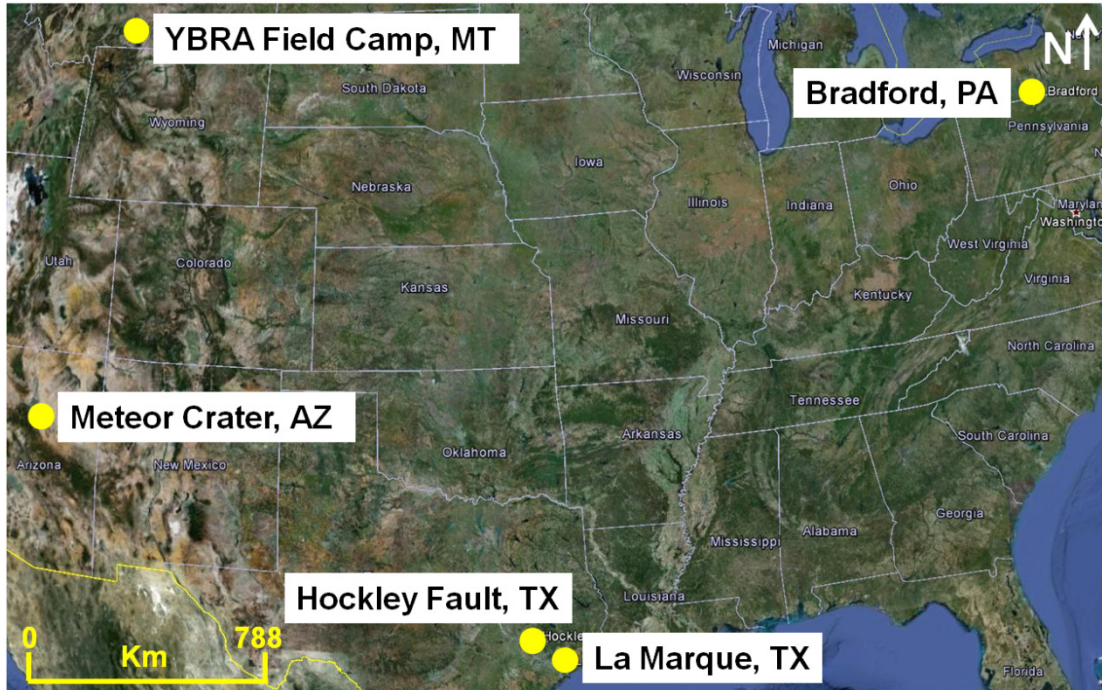 YBRA Field Camp, MT
Michigan
N
Wisconsin
South Dakota
Bradford, PA
Bradford
Wyoming
Pennsylvania
Iowa
Nebraska
Ohio
Illinois
Indiana
Maryland
Washington
West Virginia
Utah
Colorado
Virginia
Kansas
Kentucky
Missouri
North Carolina
Tennessee
Meteor Crater, AZ
Arkansas
South Carolina
Oklahoma
Arizona
New Mexico
Georgia
Alabama
Mississippi
Hockley Fault, TX
Louisiana
0
788
Km
Hockle
La Marque, TX
Florida